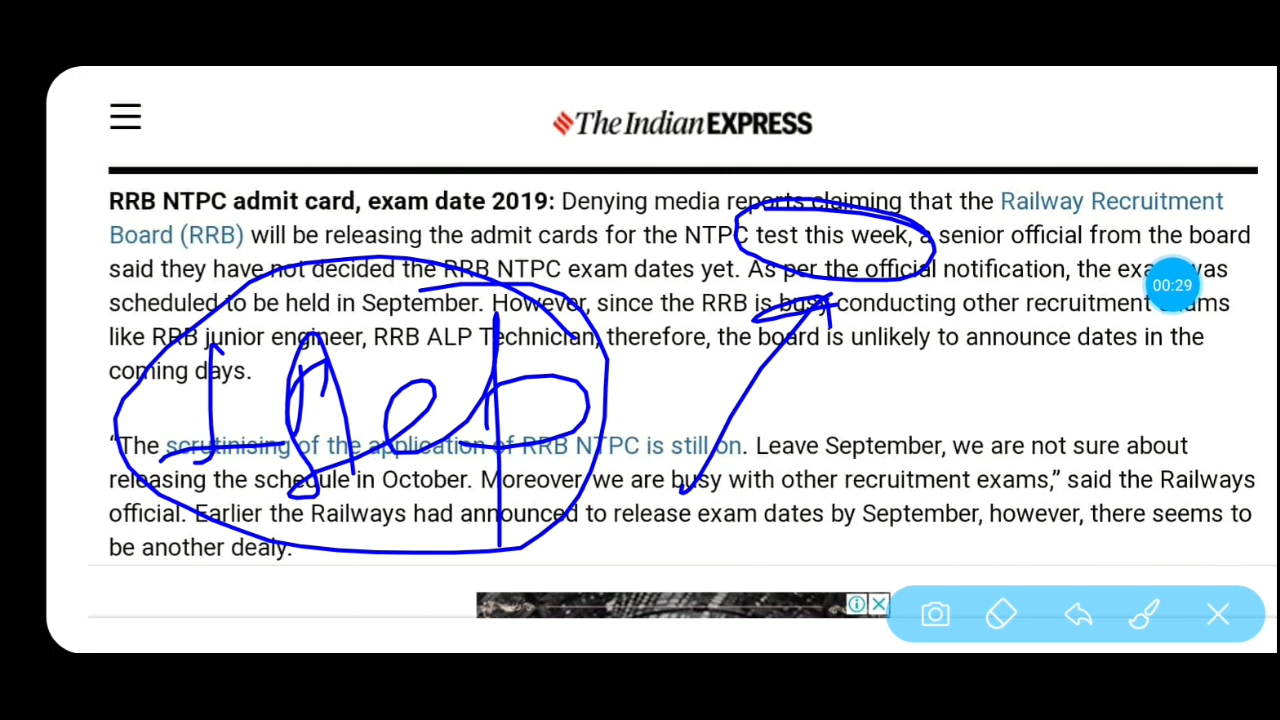 The Indian EXPRESS
RRB NTPC admit card, exam date 2019: Denying media reports claiming that the Railway Recruitment
Board (RRB) will be releasing the admit cards for the NTPC test this week, a senior official from the board
said they have not decided the RRB NTPC exam dates yet. As per the official notification, the exam was
00:29
scheduled to be held in September. However, since the RRB is busy conducting other recruitment exams
like RRB junior engineer, RRB ALP Technician, therefore, the board is unlikely to announce dates in the
coming days.
“The scrutinising of the application of RRB NTPC is still on. Leave September, we are not sure about
releasing the schedule in October. Moreover, we are busy with other recruitment exams,” said the Railways
official. Earlier the Railways had announced to release exam dates by September, however, there seems to
be another dealy.